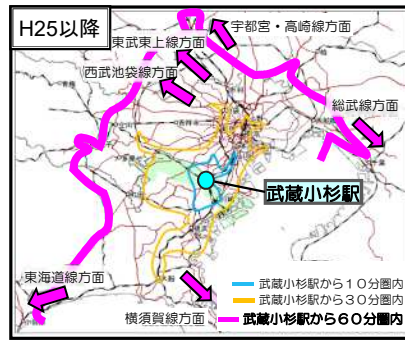 H25以降
宇都宮・高崎線方面
東武東上線方面
西武池袋線方面
総武線方面
武蔵小杉駅
東海道線方面
横須賀線方面
武蔵小杉駅から10分圏内
武蔵小杉駅から30分圏内
武蔵小杉駅から60分圏内